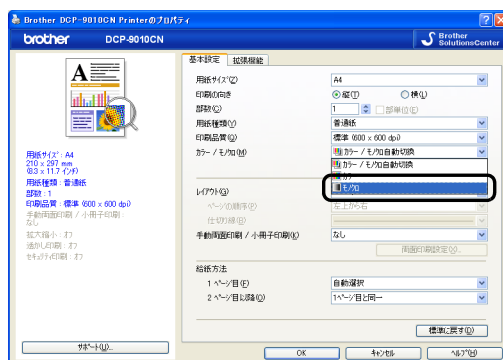 Brother DCP-9010CN Printerのプロパティ
brother DCP-9010CN
Brother
SolutionsCenter
基本設定 拡張機能
用紙サイズ(Z) A4
印刷の向き 縦(T) 横(L)
部数(C) 1 部単位(E)
用紙種類(Y) 普通紙
印刷品質(Q) 標準 (600 x 600 dpi)
カラー / モノクロ(M) カラー / モノクロ自動切換
カラー / モノクロ自動切換
カラー
モノクロ
レイアウト(G)
ページの順序(P) 左上から右
仕切り線(B)
手動両面印刷 / 小冊子印刷(K) なし
両面印刷設定(X)...
給紙方法
1 ページ目(F) 自動選択
2 ページ目以降(O) 1ページ目と同一
標準に戻す(D)
A
用紙サイズ: A4
210 x 297 mm
(8.3 x 11.7 インチ)
用紙種類: 普通紙
部数: 1
印刷品質: 標準 (600 x 600 dpi)
手動両面印刷 / 小冊子印刷:
なし
拡大縮小: オフ
透かし印刷: オフ
セキュリティ印刷: オフ
サポート(U)...
OK キャンセル ヘルプ(H)